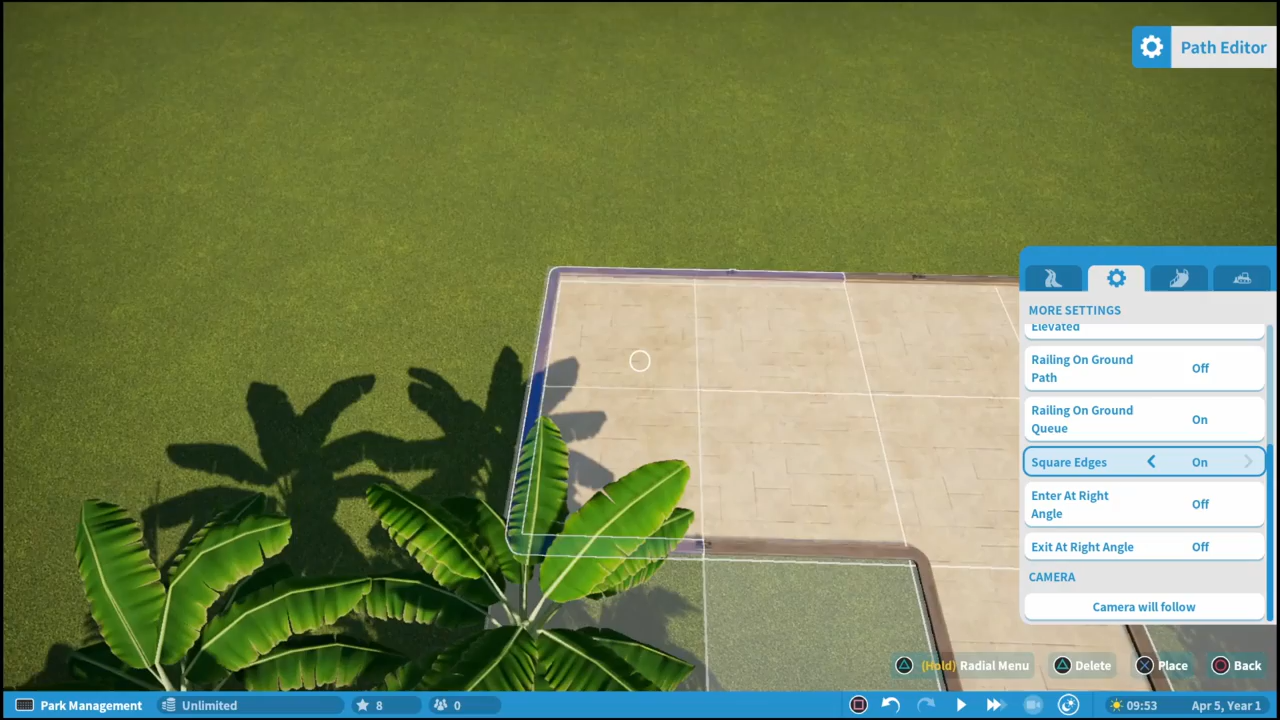 Path Editor
MORE SETTINGS
Elevated
Railing On Ground
Path
Off
Railing On Ground
Queue
On
Square Edges
On
Enter At Right
Angle
Off
Exit At Right Angle
Off
CAMERA
Camera will follow
(Hold) Radial Menu
Delete
Place
Back
Park Management
Unlimited
8
0
09:53
Apr 5, Year 1